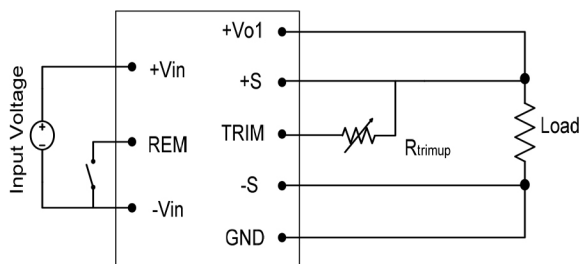 +Vo1
+Vin
+S
Input Voltage
+
−
REM
TRIM
Rtrimup
Load
-Vin
-S
GND